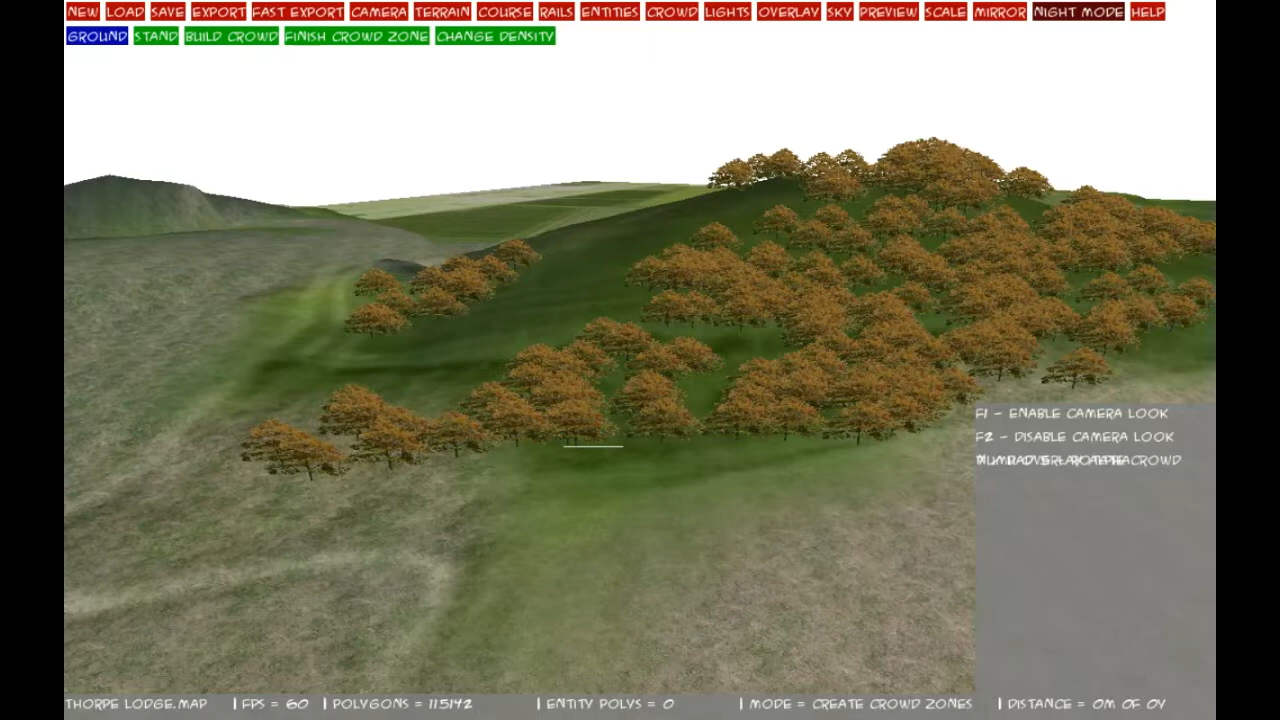 NEW LOAD SAVE EXPORT FAST EXPORT CAMERA TERRAIN COURSE RAILS ENTITIES CROWD LIGHTS OVERLAY SKY PREVIEW SCALE MIRROR NIGHT MODE HELP
GROUND STAND BUILD CROWD FINISH CROWD ZONE CHANGE DENSITY
F1 - ENABLE CAMERA LOOK
F2 - DISABLE CAMERA LOOK
CROWD
THORPE LODGE.MAP | FPS = 60 | POLYGONS = 115142 | ENTITY POLYS = 0 | MODE = CREATE CROWD ZONES | DISTANCE = 0M OF 0Y